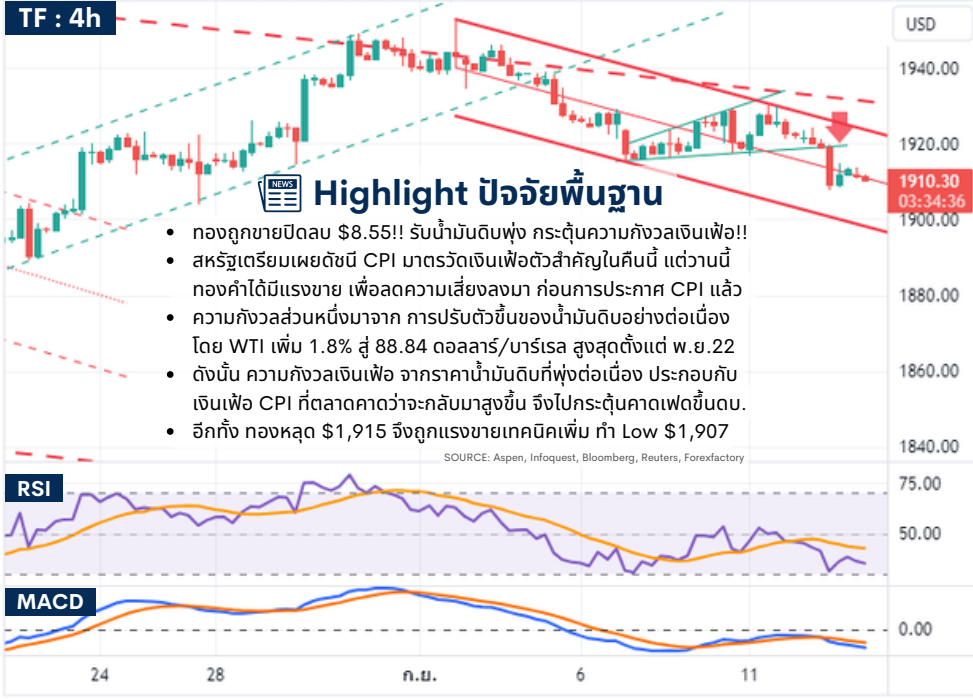 TF : 4h
USD
1940.00
1920.00
1910.30
03:34:36
1900.00
1880.00
1860.00
1840.00
NEWS
Highlight ปัจจัยพื้นฐาน
• ทองถูกขายปิดลบ $8.55!! รับน้ำมันดิบพุ่ง กระตุ้นความกังวลเงินเฟ้อ!!
• สหรัฐเตรียมเผยดัชนี CPI มาตรวัดเงินเฟ้อตัวสำคัญในคืนนี้ แต่วานนี้
ทองคำได้มีแรงขาย เพื่อลดความเสี่ยงลงมา ก่อนการประกาศ CPI แล้ว
• ความกังวลส่วนหนึ่งมาจาก การปรับตัวขึ้นของน้ำมันดิบอย่างต่อเนื่อง
โดย WTI เพิ่ม 1.8% สู่ 88.84 ดอลลาร์/บาร์เรล สูงสุดตั้งแต่ พ.ย.22
• ดังนั้น ความกังวลเงินเฟ้อ จากราคาน้ำมันดิบที่พุ่งต่อเนื่อง ประกอบกับ
เงินเฟ้อ CPI ที่ตลาดคาดว่าจะกลับมาสูงขึ้น จึงไปกระตุ้นคาดเฟดขึ้นดบ.
• อีกทั้ง ทองหลุด $1,915 จึงถูกแรงขายเทคนิคเพิ่ม ทำ Low $1,907
SOURCE: Aspen, Infoquest, Bloomberg, Reuters, Forexfactory
RSI
75.00
50.00
MACD
0.00
24
28
ก.ย.
6
11